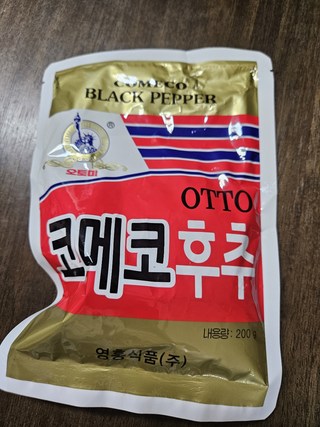 COMECO
BLACK PEPPER
®
오토미
OTTO
코메코후추
내용량: 200g
영흥식품(주)